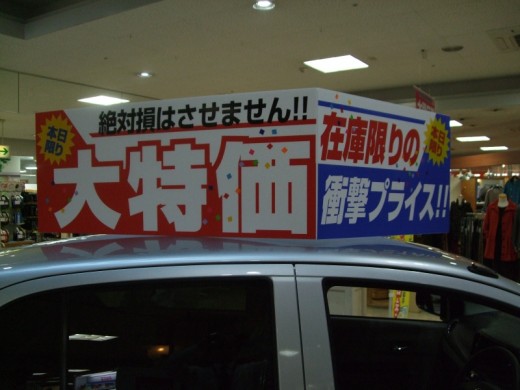 絶対損はさせません!!
本日
限り
大特価
在庫限りの
本日
限り
衝撃プライス!!